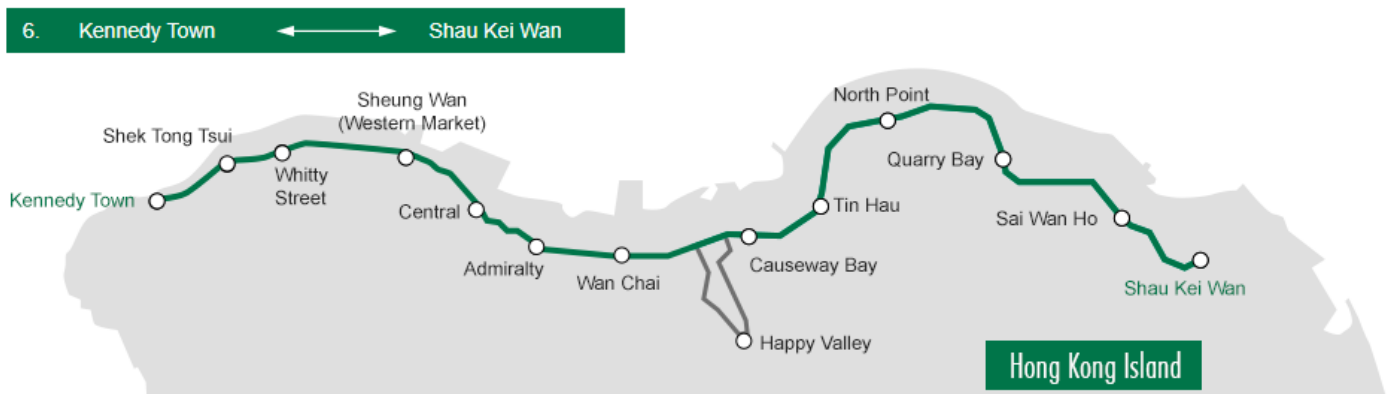 6. Kennedy Town Shau Kei Wan
North Point
Sheung Wan
(Western Market)
Shek Tong Tsui
Quarry Bay
Whitty
Street
Kennedy Town
Central
Tin Hau
Sai Wan Ho
Admiralty
Causeway Bay
Wan Chai
Shau Kei Wan
Happy Valley
Hong Kong Island